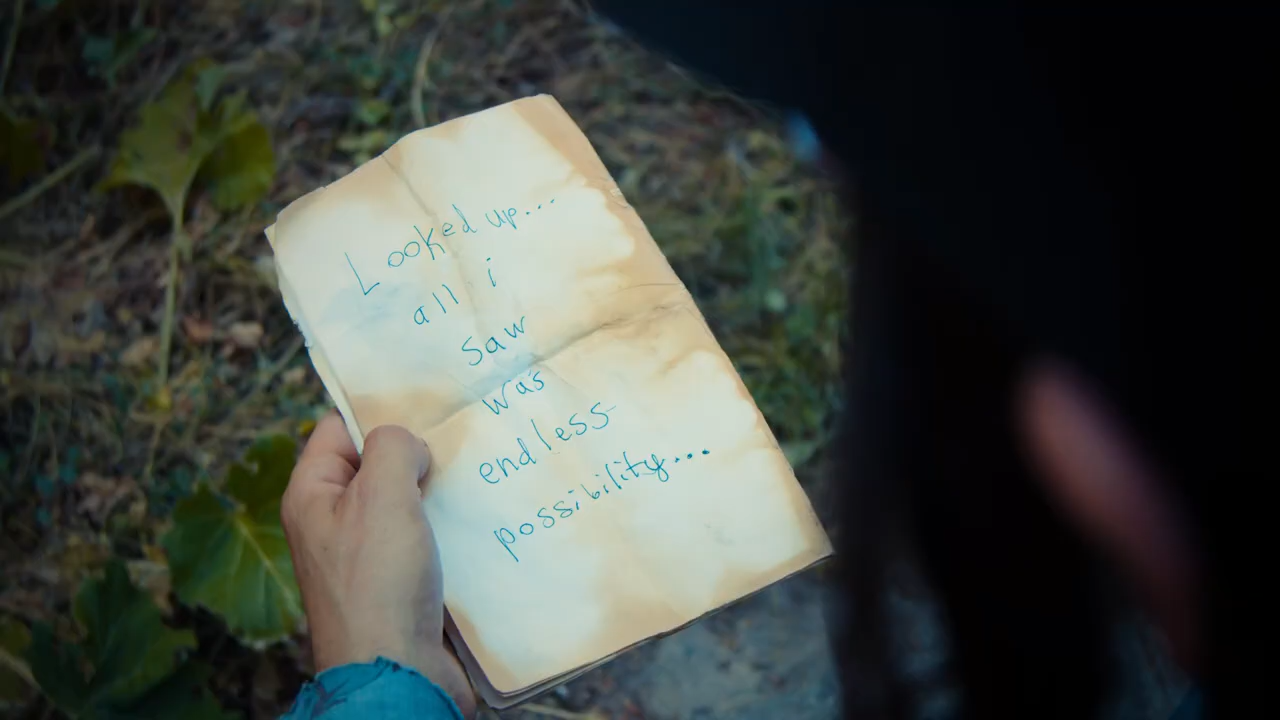 Looked up...
all i
saw
was
endless
possibility...